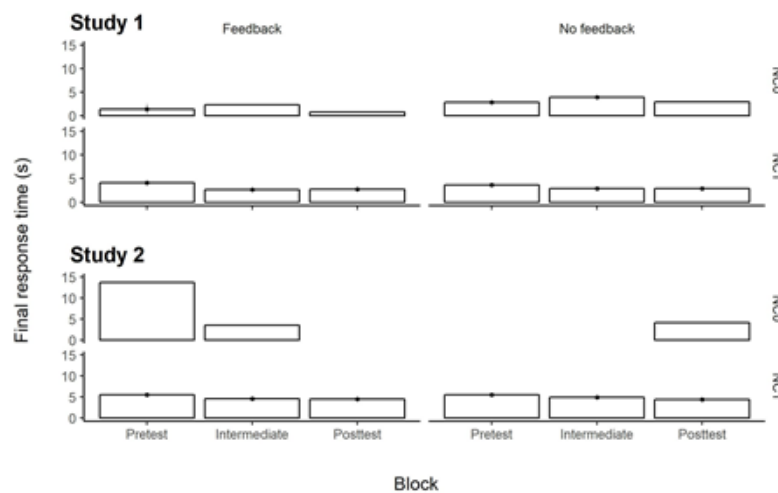 Study 1
Feedback
No feedback
15
10
5
0
15
10
5
0
Final response time (s)
Study 2
15
10
5
0
15
10
5
0
Pretest
Intermediate
Posttest
Pretest
Intermediate
Posttest
Block